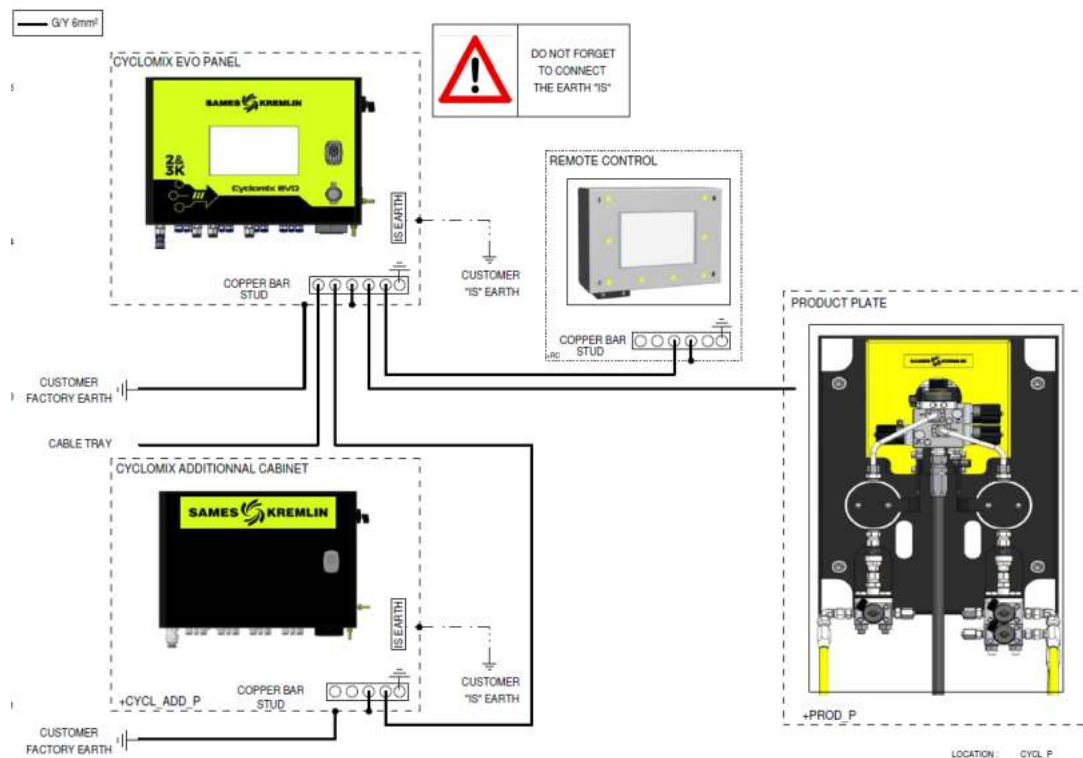 G/Y 6mm²
CYCLOMIX EVO PANEL
SAMES KREMLIN
2&
3K
Cyclomix evo
IS EARTH
COPPER BAR
STUD
CUSTOMER
"IS" EARTH
DO NOT FORGET
TO CONNECT
THE EARTH "IS"
REMOTE CONTROL
COPPER BAR
STUD
+RC
PRODUCT PLATE
SAMES KREMLIN
+PROD_P
CUSTOMER
FACTORY EARTH
CABLE TRAY
CYCLOMIX ADDITIONNAL CABINET
SAMES KREMLIN
IS EARTH
CUSTOMER
"IS" EARTH
COPPER BAR
STUD
+CYCL_ADD_P
CUSTOMER
FACTORY EARTH
LOCATION : CYCL_P